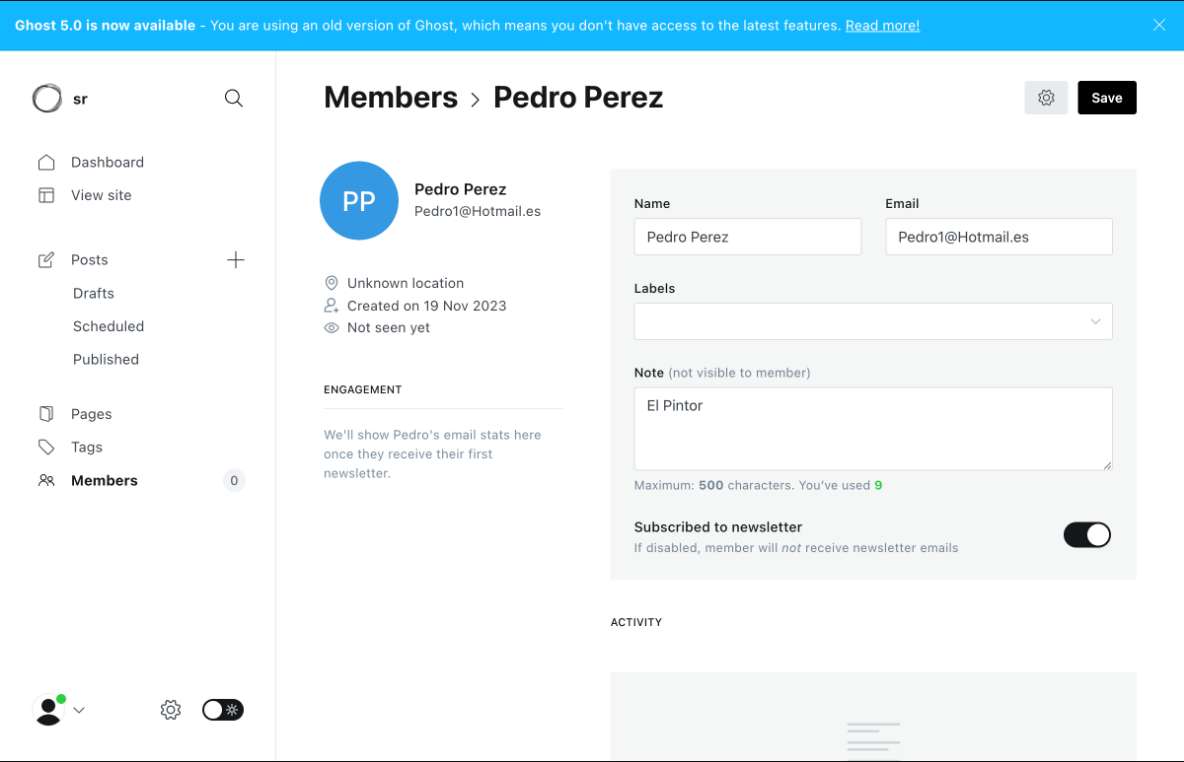 Ghost 5.0 is now available - You are using an old version of Ghost, which means you don't have access to the latest features. Read more!
sr
Dashboard
View site
Posts
Drafts
Scheduled
Published
Pages
Tags
Members 0
Members > Pedro Perez
Save
PP
Pedro Perez
Pedro1@Hotmail.es
Unknown location
Created on 19 Nov 2023
Not seen yet
ENGAGEMENT
We'll show Pedro's email stats here
once they receive their first
newsletter.
Name Email
Pedro Perez Pedro1@Hotmail.es
Labels
Note (not visible to member)
El Pintor
Maximum: 500 characters. You've used 9
Subscribed to newsletter
If disabled, member will not receive newsletter emails
ACTIVITY